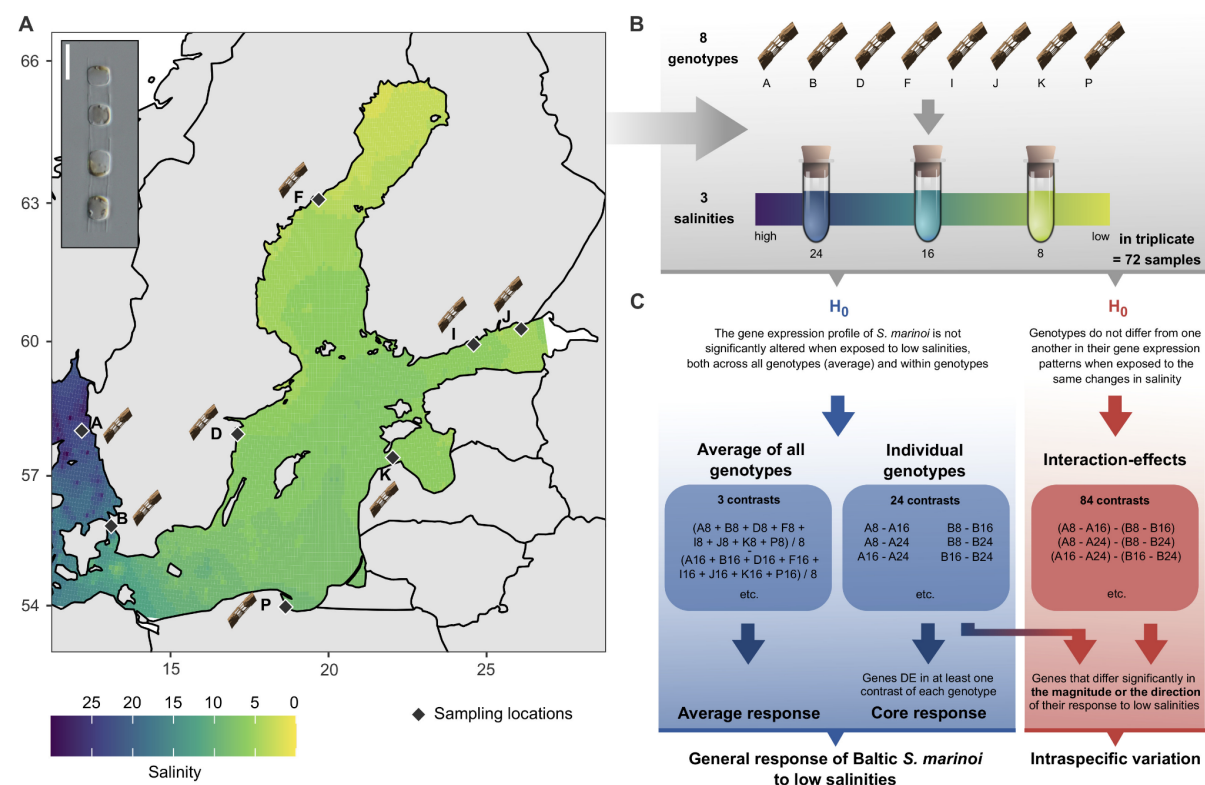 A
66
63
60
57
54
F
J
I
A
D
K
B
P
15
20
25
25
20
15
10
5
0
Salinity
Sampling locations
B
8
genotypes
A
B
D
F
I
J
K
P
3
salinities
high
low
24
16
8
in triplicate
= 72 samples
C
H0
The gene expression profile of S. marinoi is not
significantly altered when exposed to low salinities,
both across all genotypes (average) and within genotypes
H0
Genotypes do not differ from one
another in their gene expression
patterns when exposed to the
same changes in salinity
Average of all
genotypes
3 contrasts
(A8 + B8 + D8 + F8 +
I8 + J8 + K8 + P8) / 8
-
(A16 + B16 + D16 + F16 +
I16 + J16 + K16 + P16) / 8
etc.
Individual
genotypes
24 contrasts
A8 - A16 B8 - B16
A8 - A24 B8 - B24
A16 - A24 B16 - B24
etc.
Interaction-effects
84 contrasts
(A8 - A16) - (B8 - B16)
(A8 - A24) - (B8 - B24)
(A16 - A24) - (B16 - B24)
etc.
Genes DE in at least one
contrast of each genotype
Average response
Core response
Genes that differ significantly in
the magnitude or the direction
of their response to low salinities
General response of Baltic S. marinoi
to low salinities
Intraspecific variation